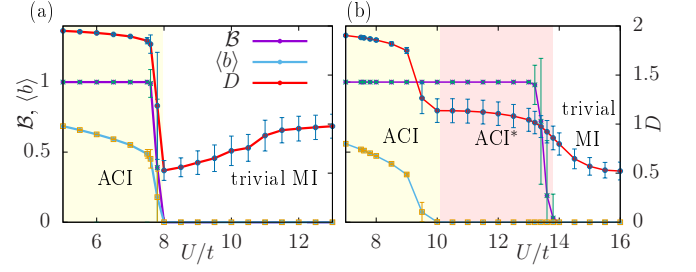 (a)
(b)
ℬ, ⟨b⟩
1
0.5
0
ℬ
⟨b⟩
D
ACI
trivial MI
6
8
10
12
U/t
ACI
ACI*
trivial
MI
8
10
12
14
16
U/t
2
1.5
1
0.5
0
D